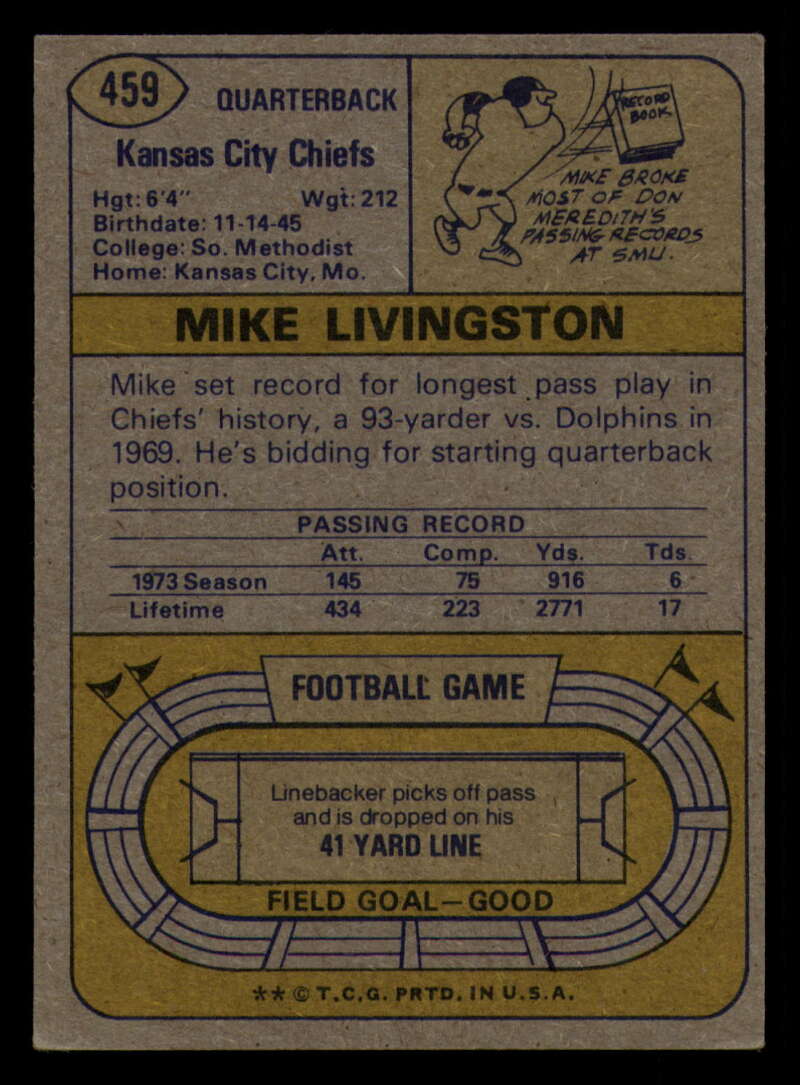 459
QUARTERBACK
Kansas City Chiefs
Hgt: 6'4" Wgt: 212
Birthdate: 11-14-45
College: So. Methodist
Home: Kansas City, Mo.
RECORD
BOOK
MIKE BROKE
MOST OF DON
MEREDITH'S
PASSING RECORDS
AT SMU.
MIKE LIVINGSTON
Mike set record for longest pass play in
Chiefs' history, a 93-yarder vs. Dolphins in
1969. He's bidding for starting quarterback
position.
PASSING RECORD
Att. Comp. Yds. Tds.
1973 Season 145 75 916 6
Lifetime 434 223 2771 17
FOOTBALL GAME
Linebacker picks off pass
and is dropped on his
41 YARD LINE
FIELD GOAL—GOOD
** © T.C.G. PRTD. IN U.S.A.